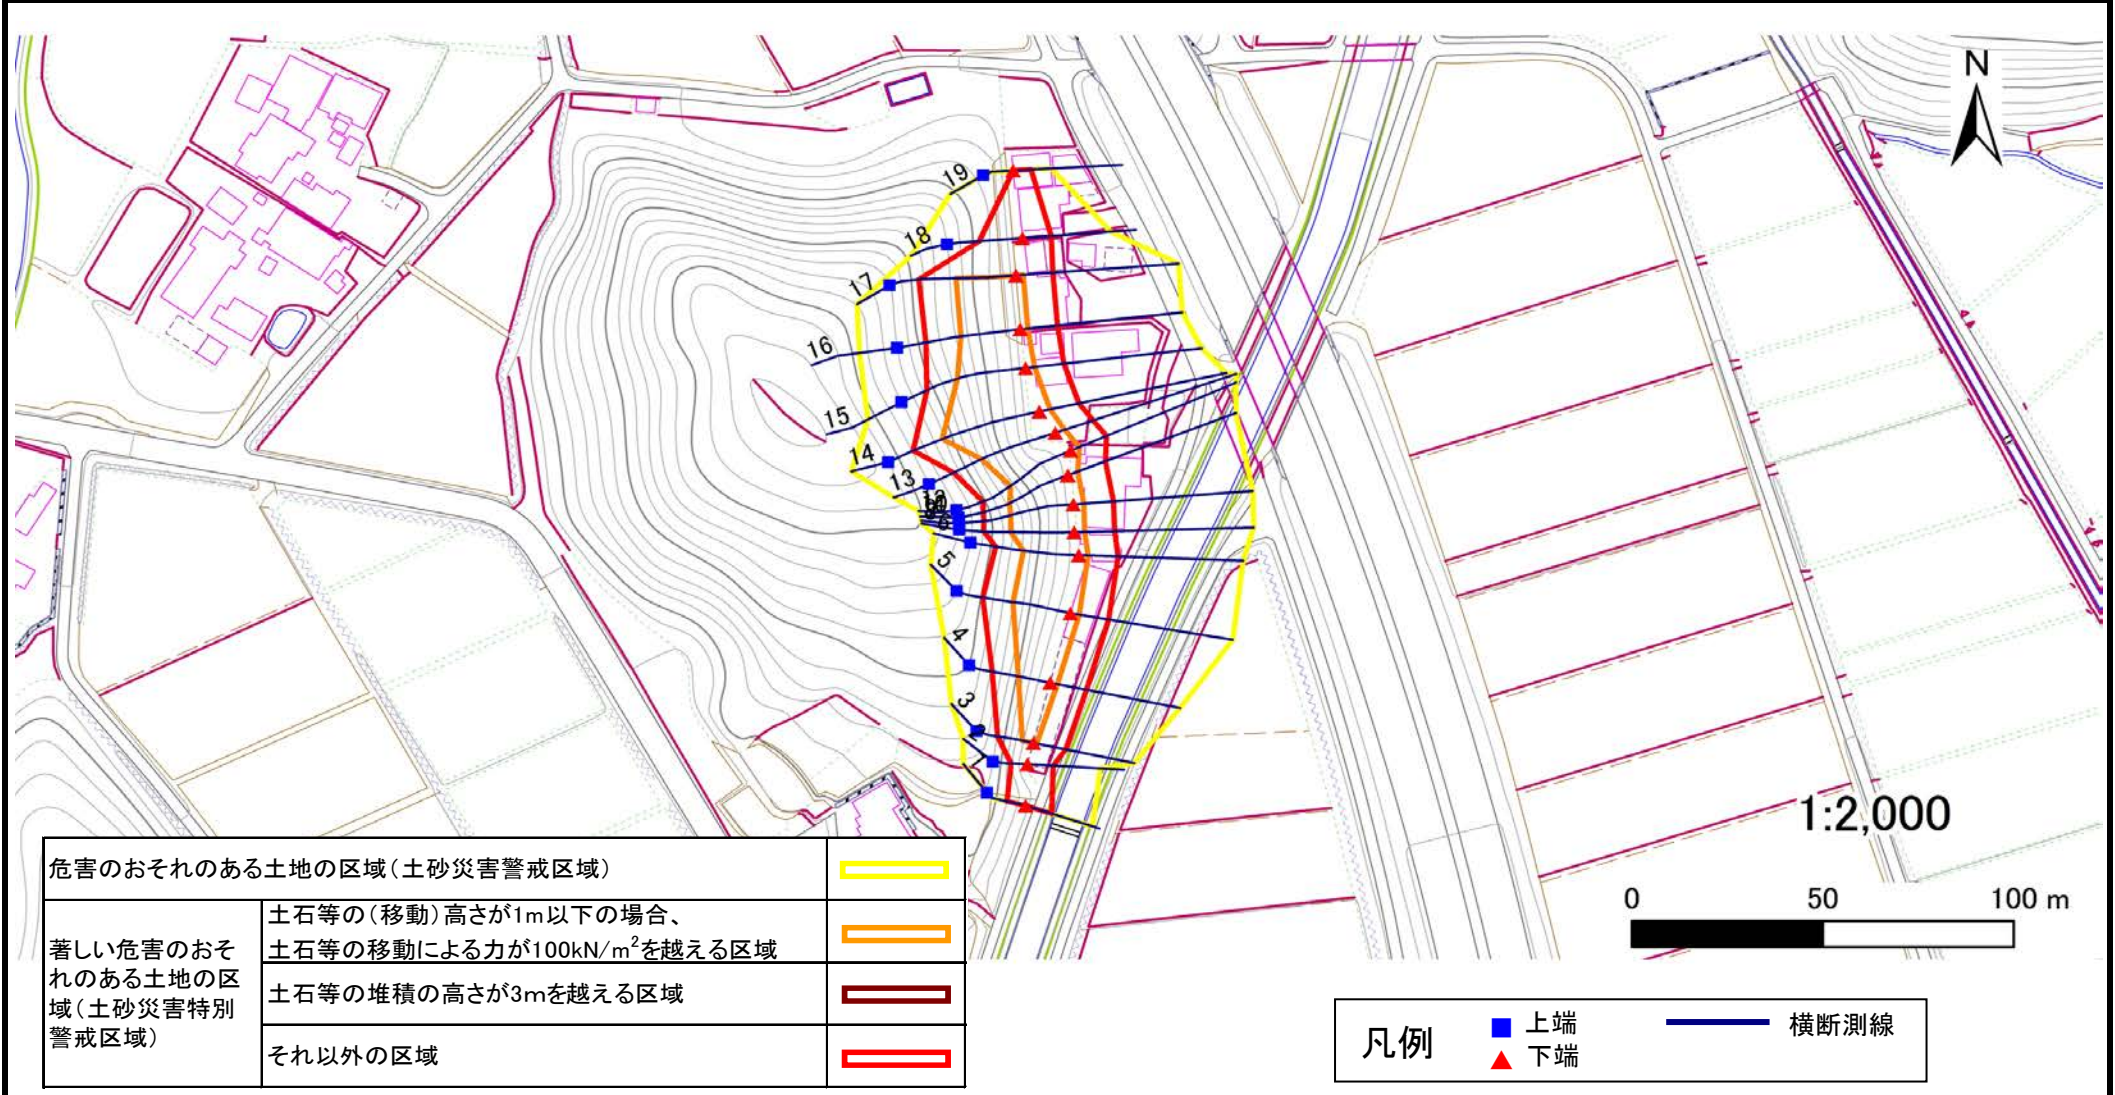 N
19
18
17
16
15
14
13
5
4
3
2
1
1:2,000
0 50 100 m
危害のおそれのある土地の区域(土砂災害警戒区域)
著しい危害のおそ
れのある土地の区
域(土砂災害特別
警戒区域)
土石等の(移動)高さが1m以下の場合、
土石等の移動による力が100kN/m²を越える区域
土石等の堆積の高さが3mを越える区域
それ以外の区域
凡例
上端
下端
横断測線